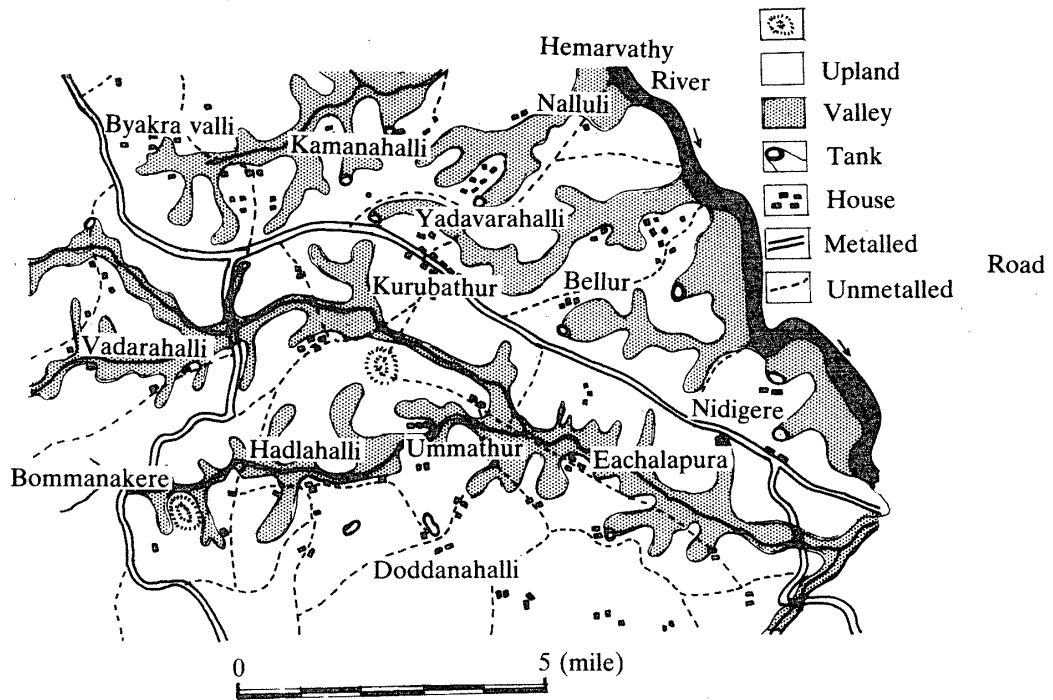 Hemarvathy
River
Upland
Valley
Tank
House
Metalled
Unmetalled
Road
Nalluli
Byakra valli
Kamanahalli
Yadavarahalli
Kurubathur
Bellur
Vadarahalli
Nidigere
Hadlahalli
Ummathur
Eachalapura
Bommanakere
Doddanahalli
0
5 (mile)